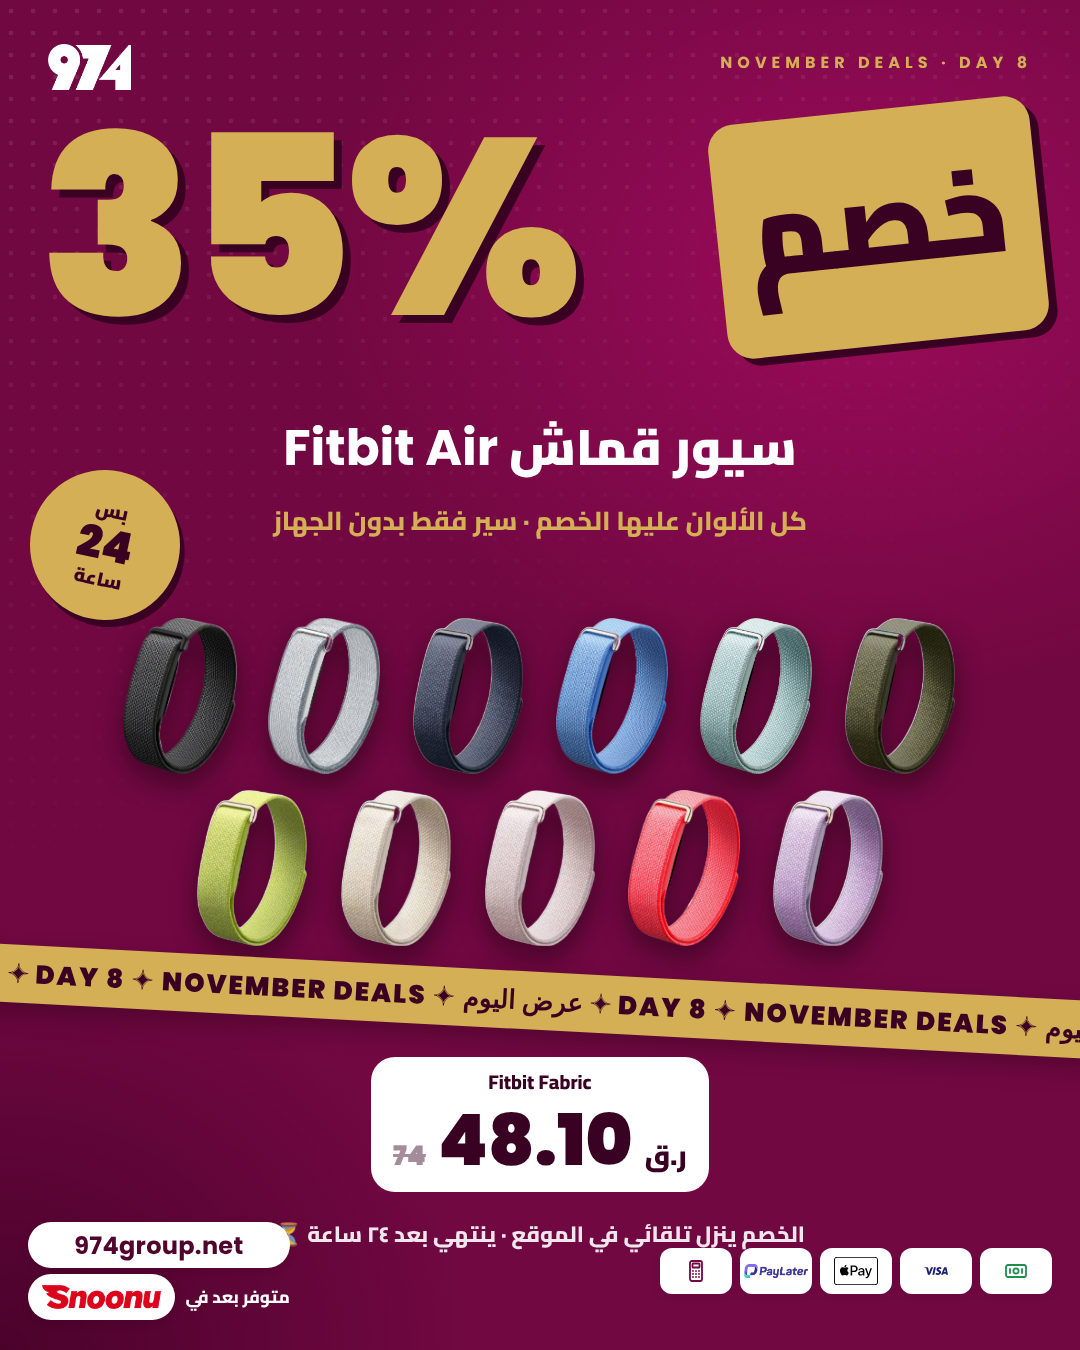 974
NOVEMBER DEALS · DAY 8
35%
خصم
سيور قماش Fitbit Air
كل الألوان عليها الخصم · سير فقط بدون الجهاز
بس
24
ساعة
✦ DAY 8 ✦ NOVEMBER DEALS ✦ عرض اليوم ✦ DAY 8 ✦ NOVEMBER DEALS ✦ يوم
Fitbit Fabric
74 48.10 ر.ق
الخصم ينزل تلقائي في الموقع · ينتهي بعد ٢٤ ساعة ⏳
974group.net
متوفر بعد في Snoonu
PayLater
Pay
VISA